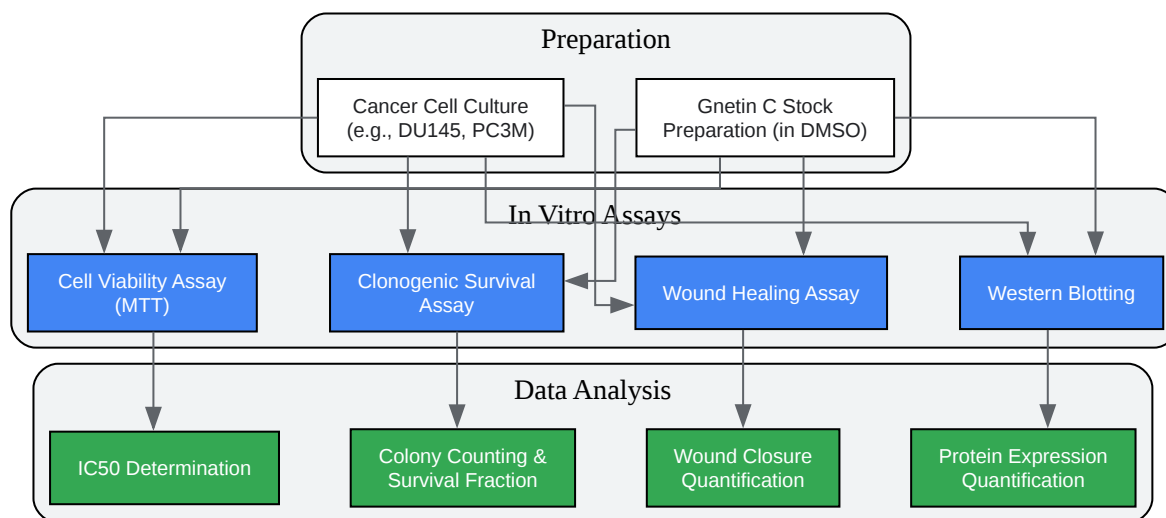 Preparation
Cancer Cell Culture
(e.g., DU145, PC3M)
Gnetin C Stock
Preparation (in DMSO)
In Vitro Assays
Cell Viability Assay
(MTT)
Clonogenic Survival
Assay
Wound Healing Assay
Western Blotting
Data Analysis
IC50 Determination
Colony Counting &
Survival Fraction
Wound Closure
Quantification
Protein Expression
Quantification